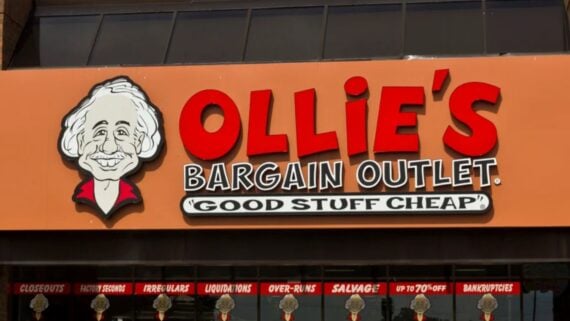 OLLiE'S
BARGAIN OUTLET®
"GOOD STUFF CHEAP"®
CLOSEOUTS FACTORY SECONDS IRREGULARS LIQUIDATIONS OVER-RUNS SALVAGE UP TO 70% OFF BANKRUPTCIES